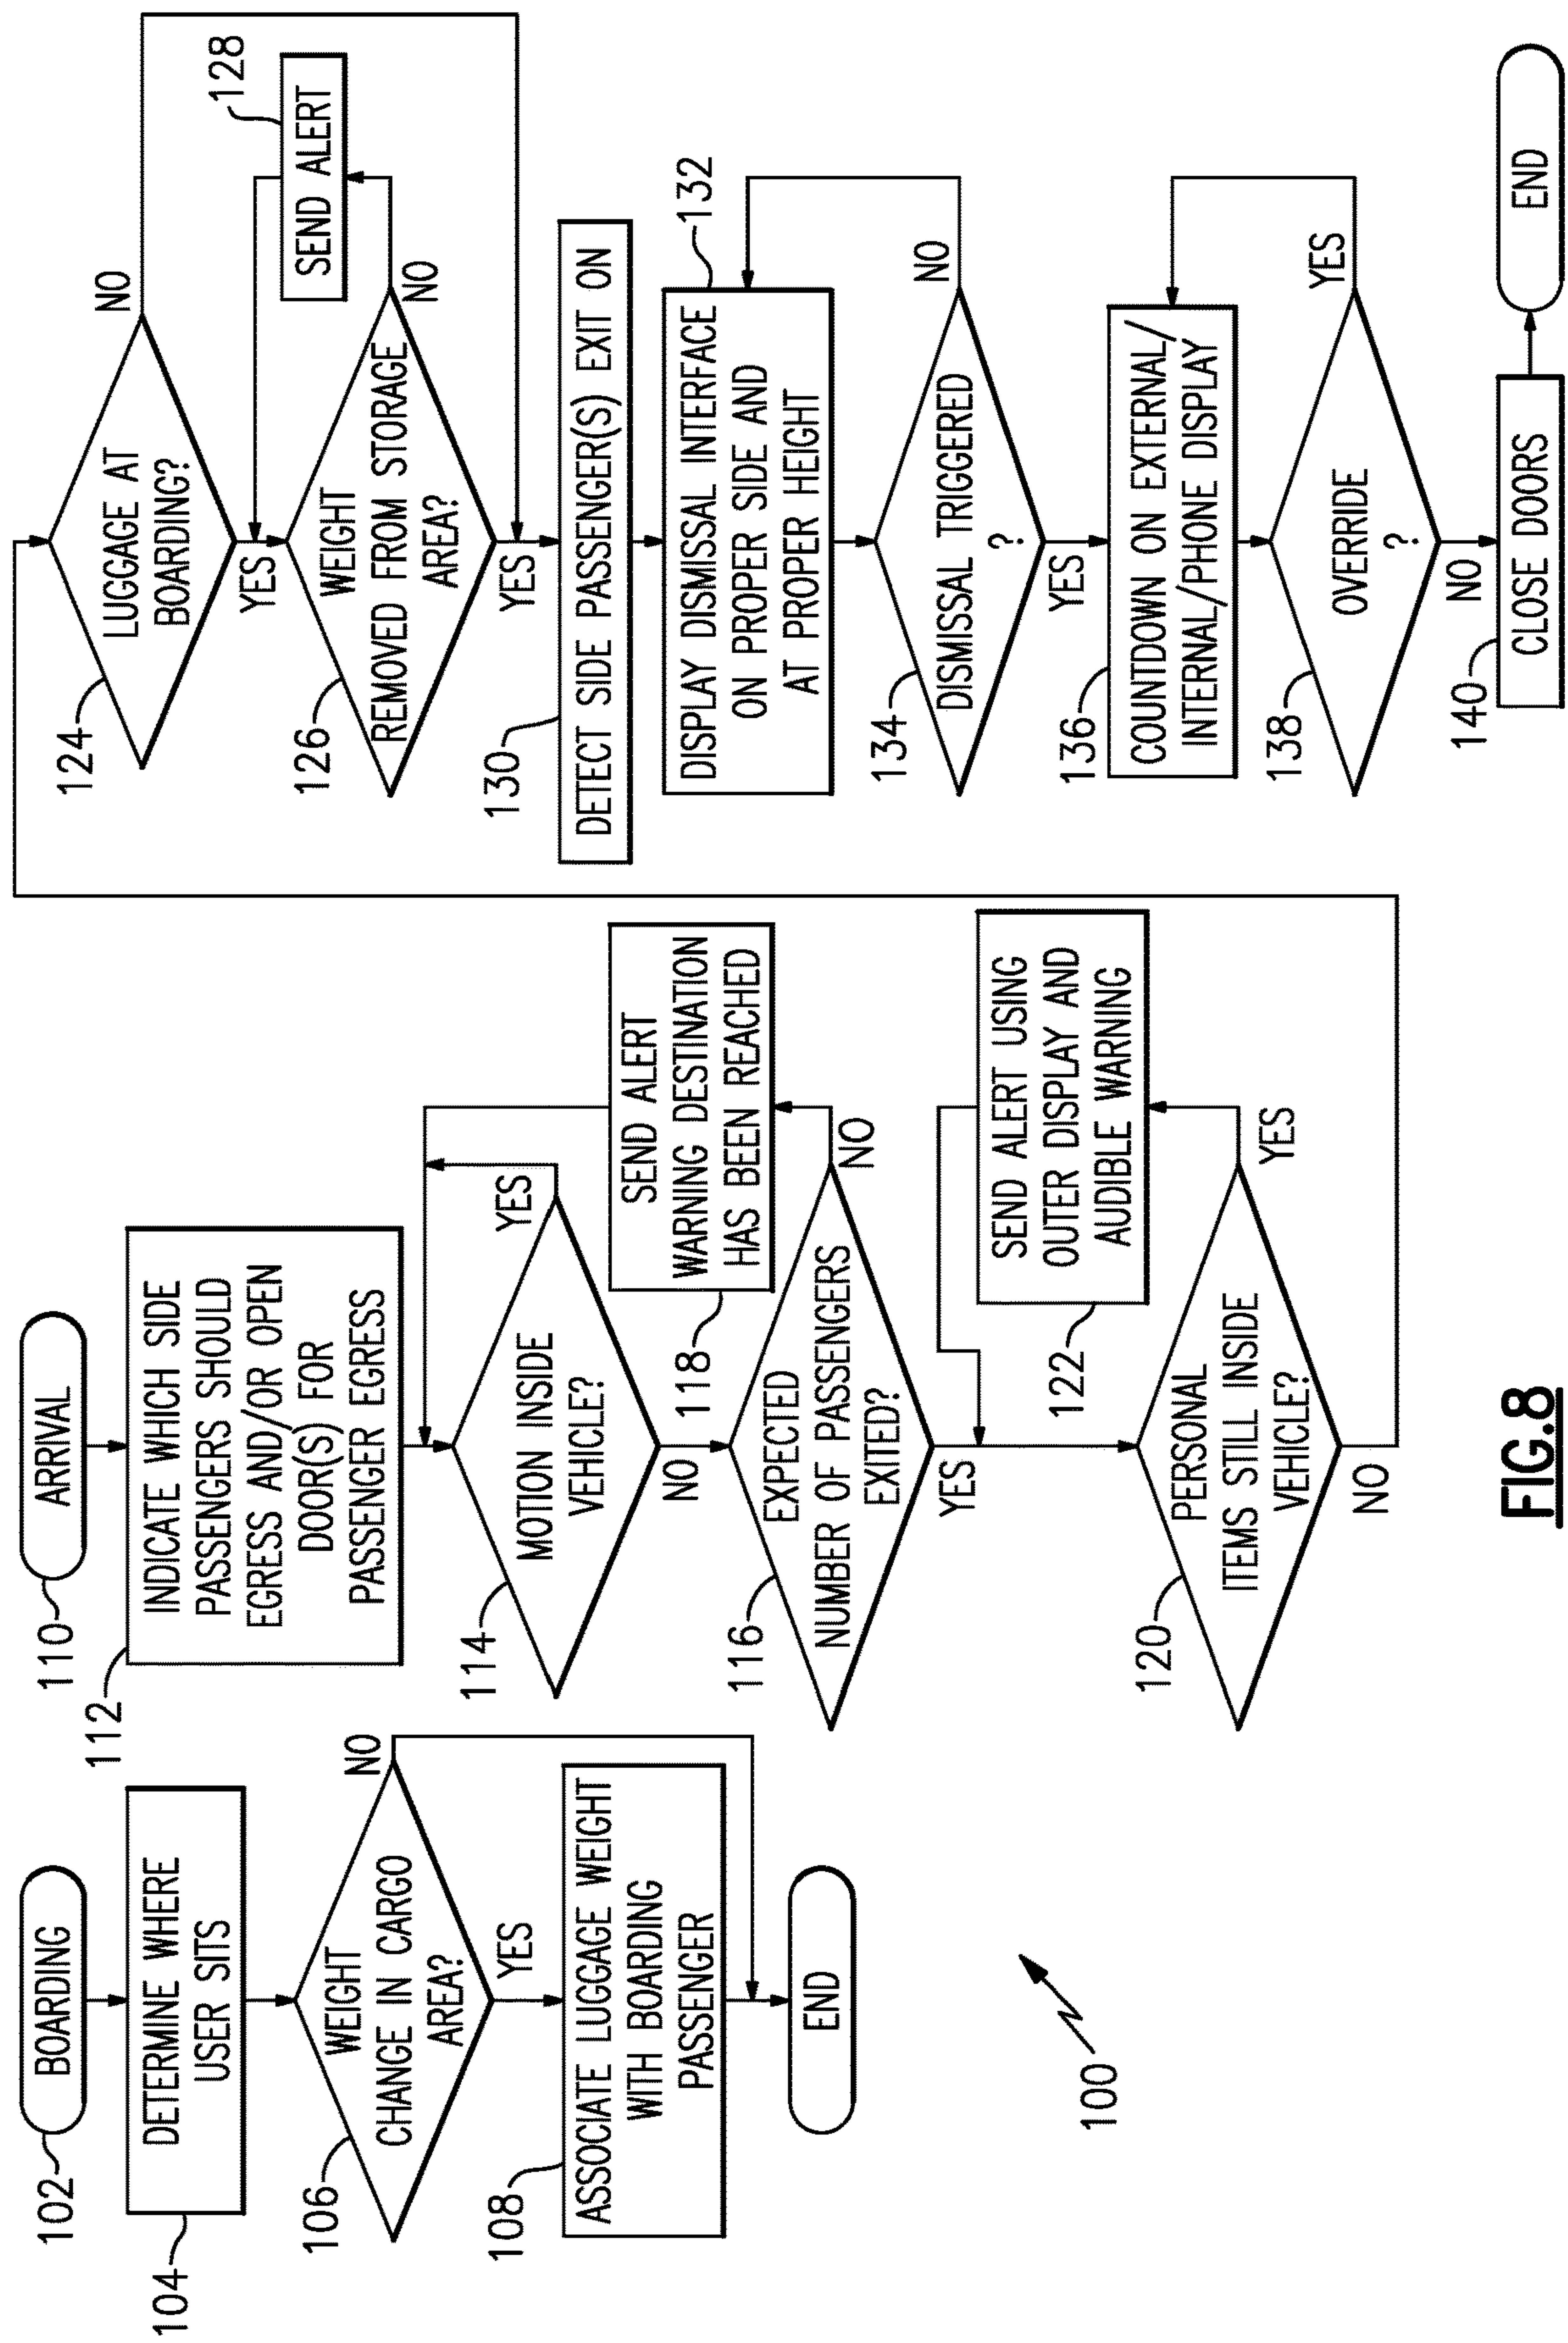 102
BOARDING
104
DETERMINE WHERE
USER SITS
106
WEIGHT
CHANGE IN CARGO
AREA?
NO
YES
108
ASSOCIATE LUGGAGE WEIGHT
WITH BOARDING
PASSENGER
END
100
110
ARRIVAL
112
INDICATE WHICH SIDE
PASSENGERS SHOULD
EGRESS AND/OR OPEN
DOOR(S) FOR
PASSENGER EGRESS
114
MOTION INSIDE
VEHICLE?
YES
NO
118
SEND ALERT
WARNING DESTINATION
HAS BEEN REACHED
116
EXPECTED
NUMBER OF PASSENGERS
EXITED?
NO
YES
122
SEND ALERT USING
OUTER DISPLAY AND
AUDIBLE WARNING
120
PERSONAL
ITEMS STILL INSIDE
VEHICLE?
YES
NO
124
LUGGAGE AT
BOARDING?
NO
YES
128
SEND ALERT
126
WEIGHT
REMOVED FROM STORAGE
AREA?
NO
YES
130
DETECT SIDE PASSENGER(S) EXIT ON
132
DISPLAY DISMISSAL INTERFACE
ON PROPER SIDE AND
AT PROPER HEIGHT
134
DISMISSAL TRIGGERED
?
NO
YES
136
COUNTDOWN ON EXTERNAL/
INTERNAL/PHONE DISPLAY
138
OVERRIDE
?
YES
NO
140
CLOSE DOORS
END
FIG.8